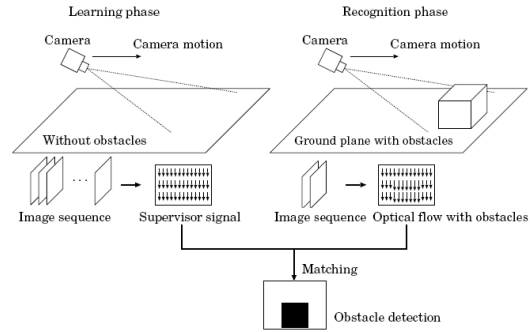 Learning phase
Camera
Camera motion
Without obstacles
Image sequence
Supervisor signal
Recognition phase
Camera
Camera motion
Ground plane with obstacles
Image sequence
Optical flow with obstacles
Matching
Obstacle detection